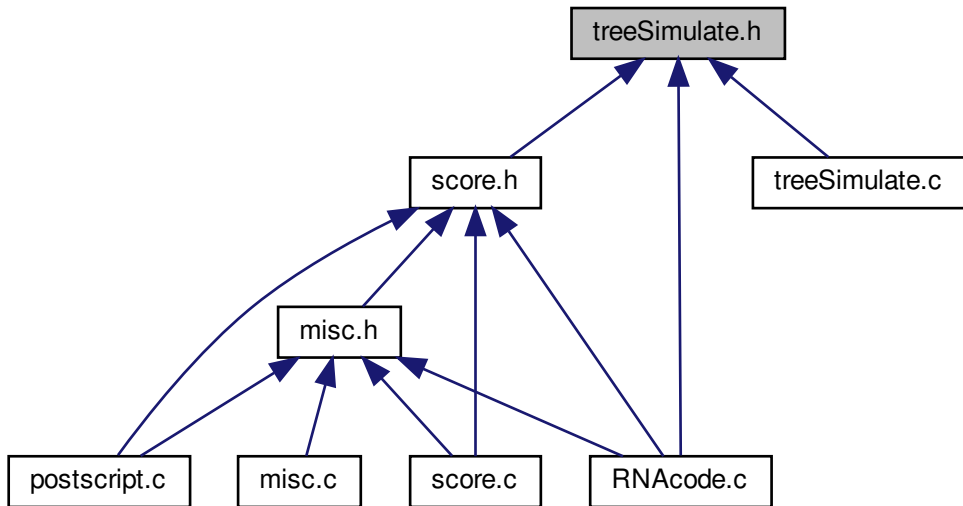 treeSimulate.h
score.h
treeSimulate.c
misc.h
postscript.c
misc.c
score.c
RNAcode.c